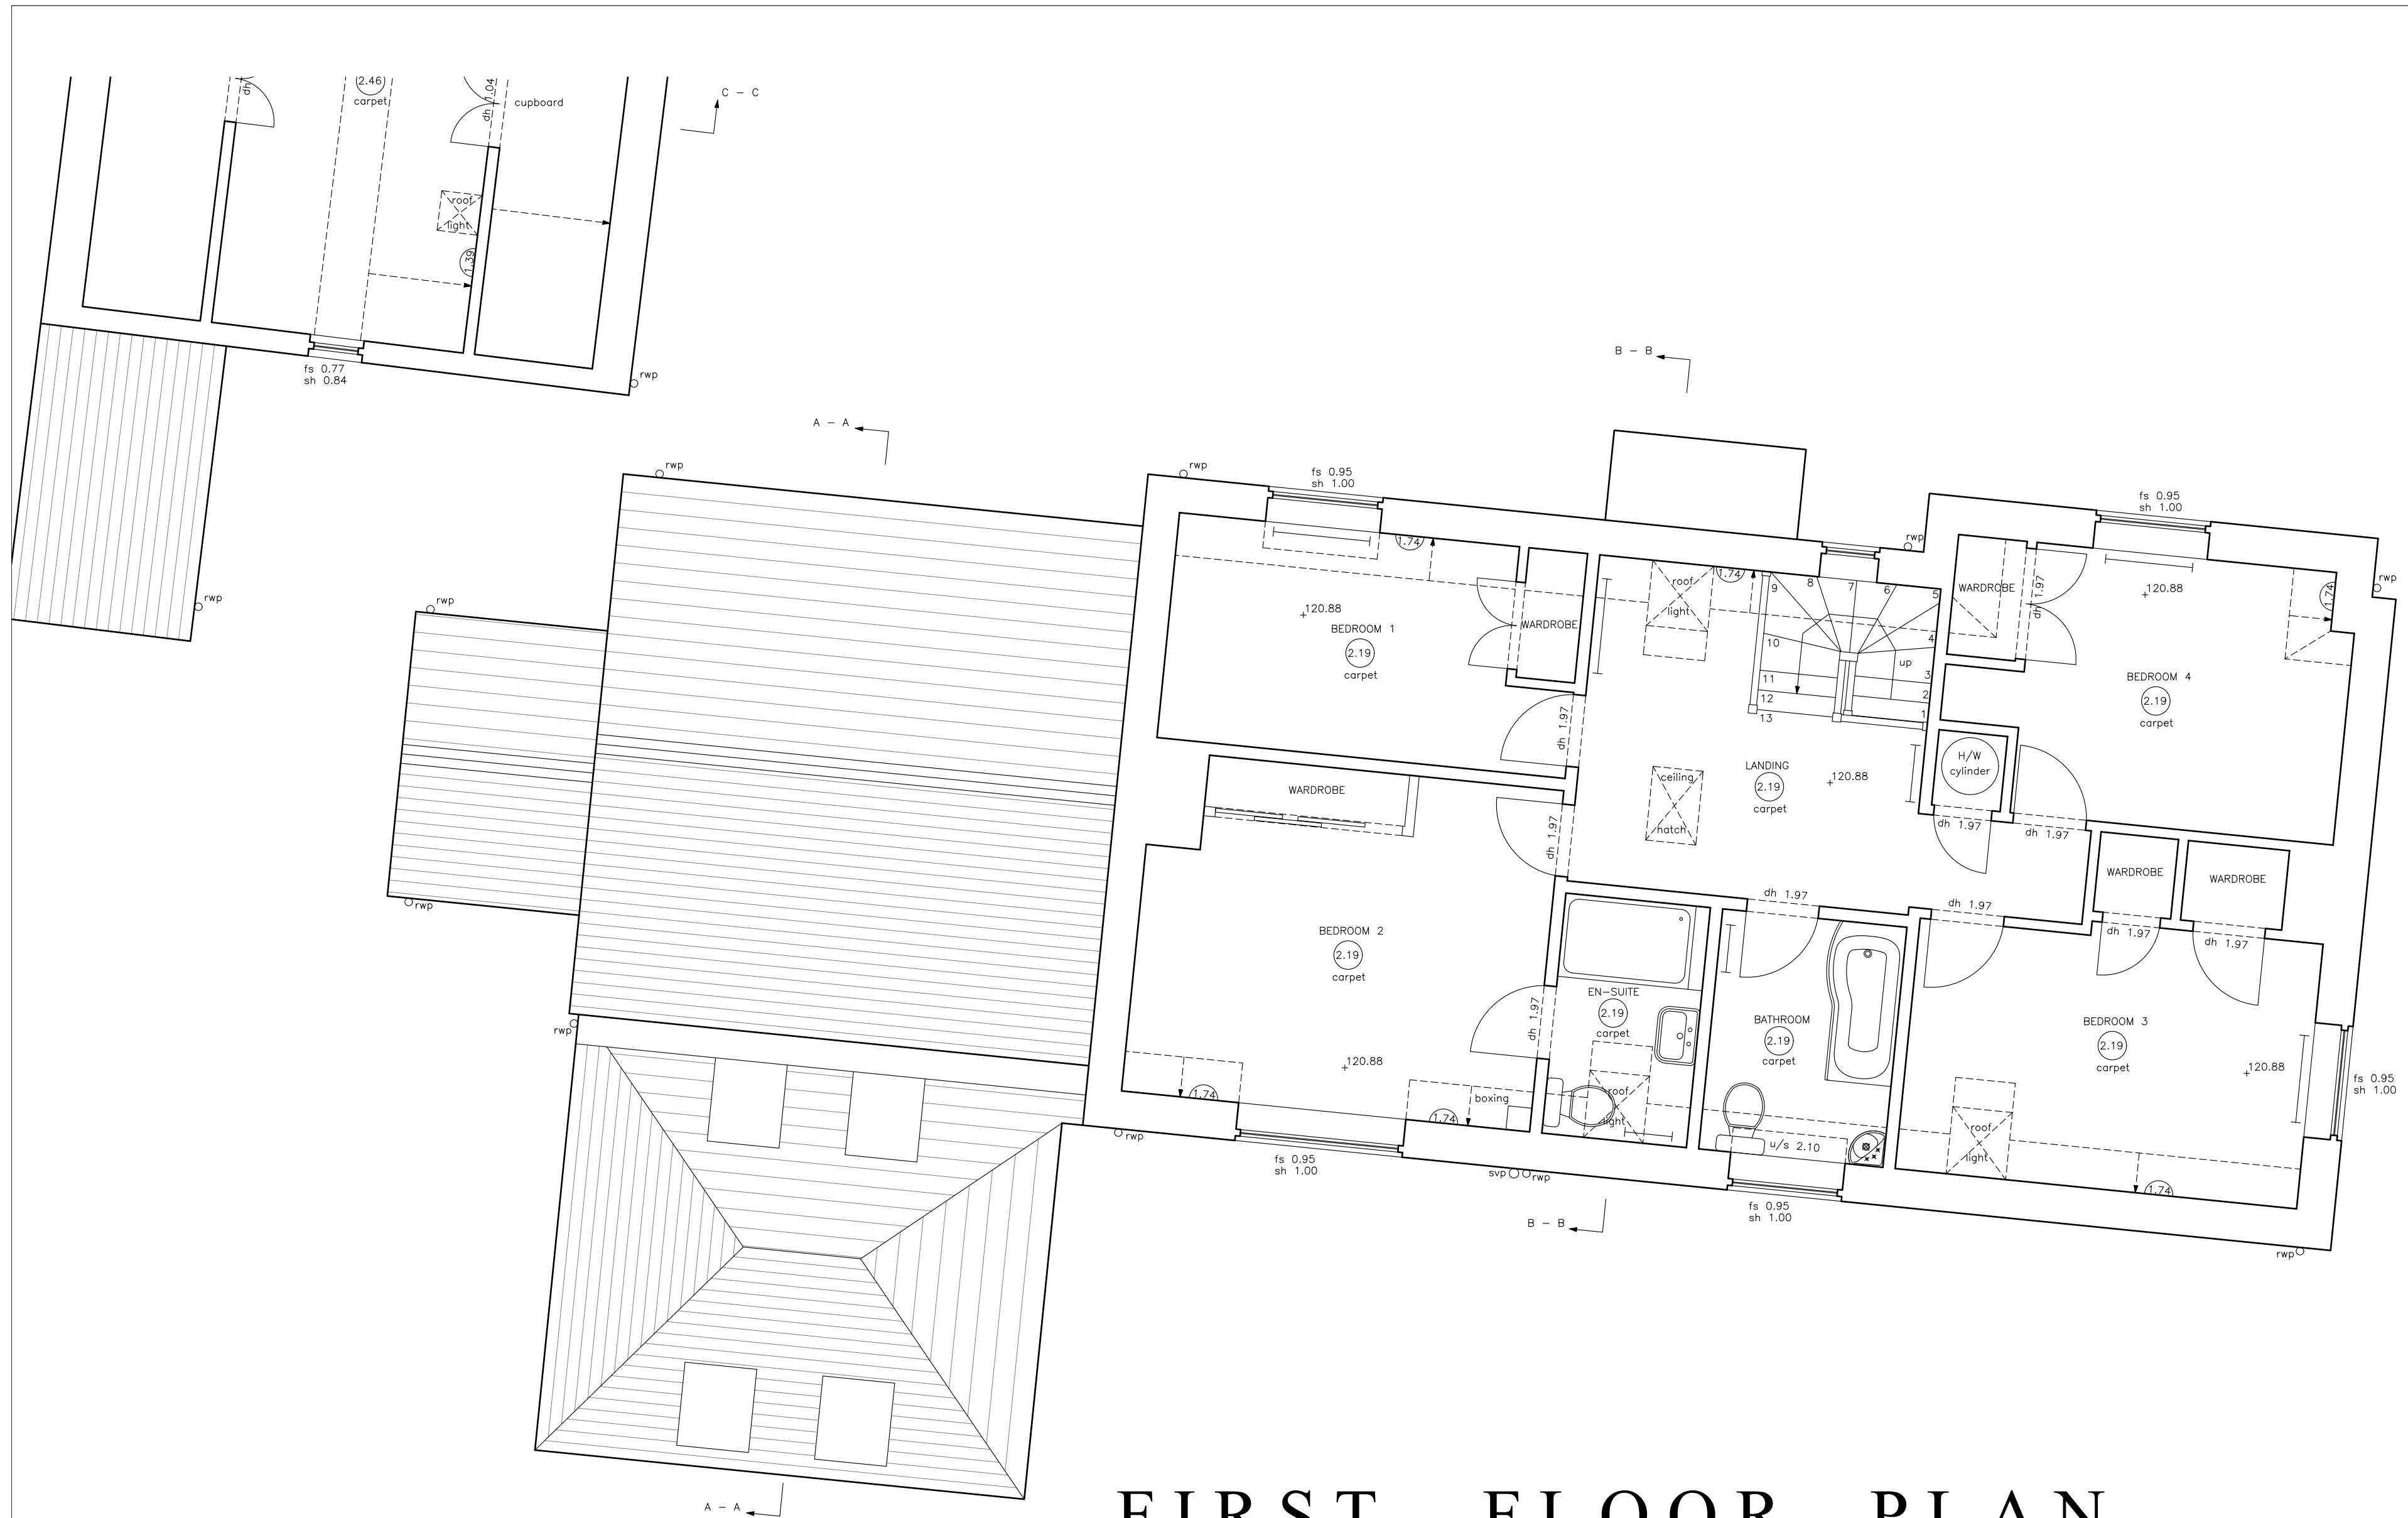 2.46
carpet
dh
dh 1.04
cupboard
C - C
roof
light
1.39
fs 0.77
sh 0.84
rwp
rwp
B - B
A - A
rwp
rwp
rwp
rwp
rwp
fs 0.95
sh 1.00
1.74
120.88
BEDROOM 1
2.19
carpet
WARDROBE
dh 1.97
roof
light
1.74
1
2
3
4
5
6
7
8
9
10
11
12
13
up
rwp
fs 0.95
sh 1.00
WARDROBE
dh 1.97
120.88
1.74
rwp
BEDROOM 4
2.19
carpet
LANDING
2.19
carpet
120.88
ceiling
hatch
H/W
cylinder
dh 1.97
dh 1.97
WARDROBE
dh 1.97
BEDROOM 2
2.19
carpet
120.88
1.74
1.74
boxing
dh 1.97
EN-SUITE
2.19
carpet
roof
light
dh 1.97
BATHROOM
2.19
carpet
u/s 2.10
dh 1.97
WARDROBE
WARDROBE
dh 1.97
dh 1.97
BEDROOM 3
2.19
carpet
120.88
roof
light
1.74
fs 0.95
sh 1.00
rwp
fs 0.95
sh 1.00
svp
rwp
B - B
fs 0.95
sh 1.00
rwp
A - A
FIRST FLOOR PLAN